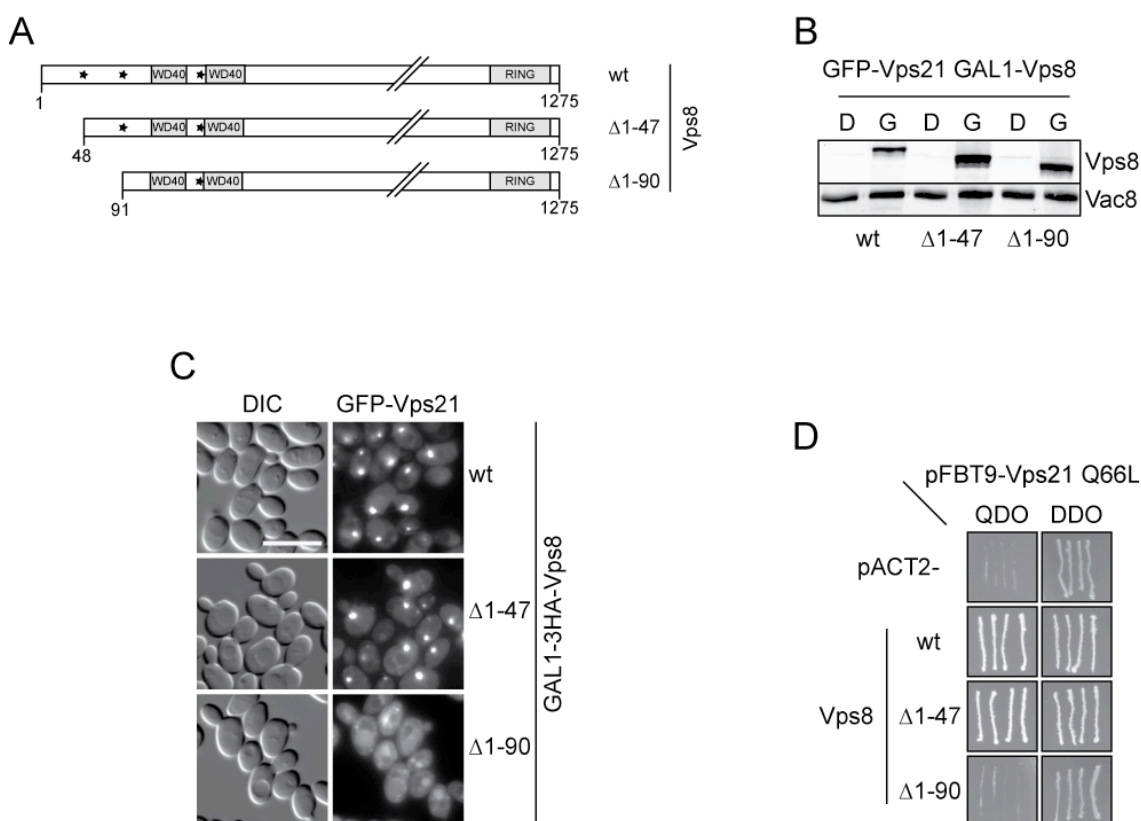 A
WD40 WD40 RING wt
1 1275
WD40 WD40 RING Δ1-47
48 1275
WD40 WD40 RING Δ1-90
91 1275
Vps8
B
GFP-Vps21 GAL1-Vps8
D G D G D G
Vps8
Vac8
wt Δ1-47 Δ1-90
C
DIC GFP-Vps21
wt
Δ1-47
Δ1-90
GAL1-3HA-Vps8
D
pFBT9-Vps21 Q66L
QDO DDO
pACT2-
wt
Vps8 Δ1-47
Δ1-90